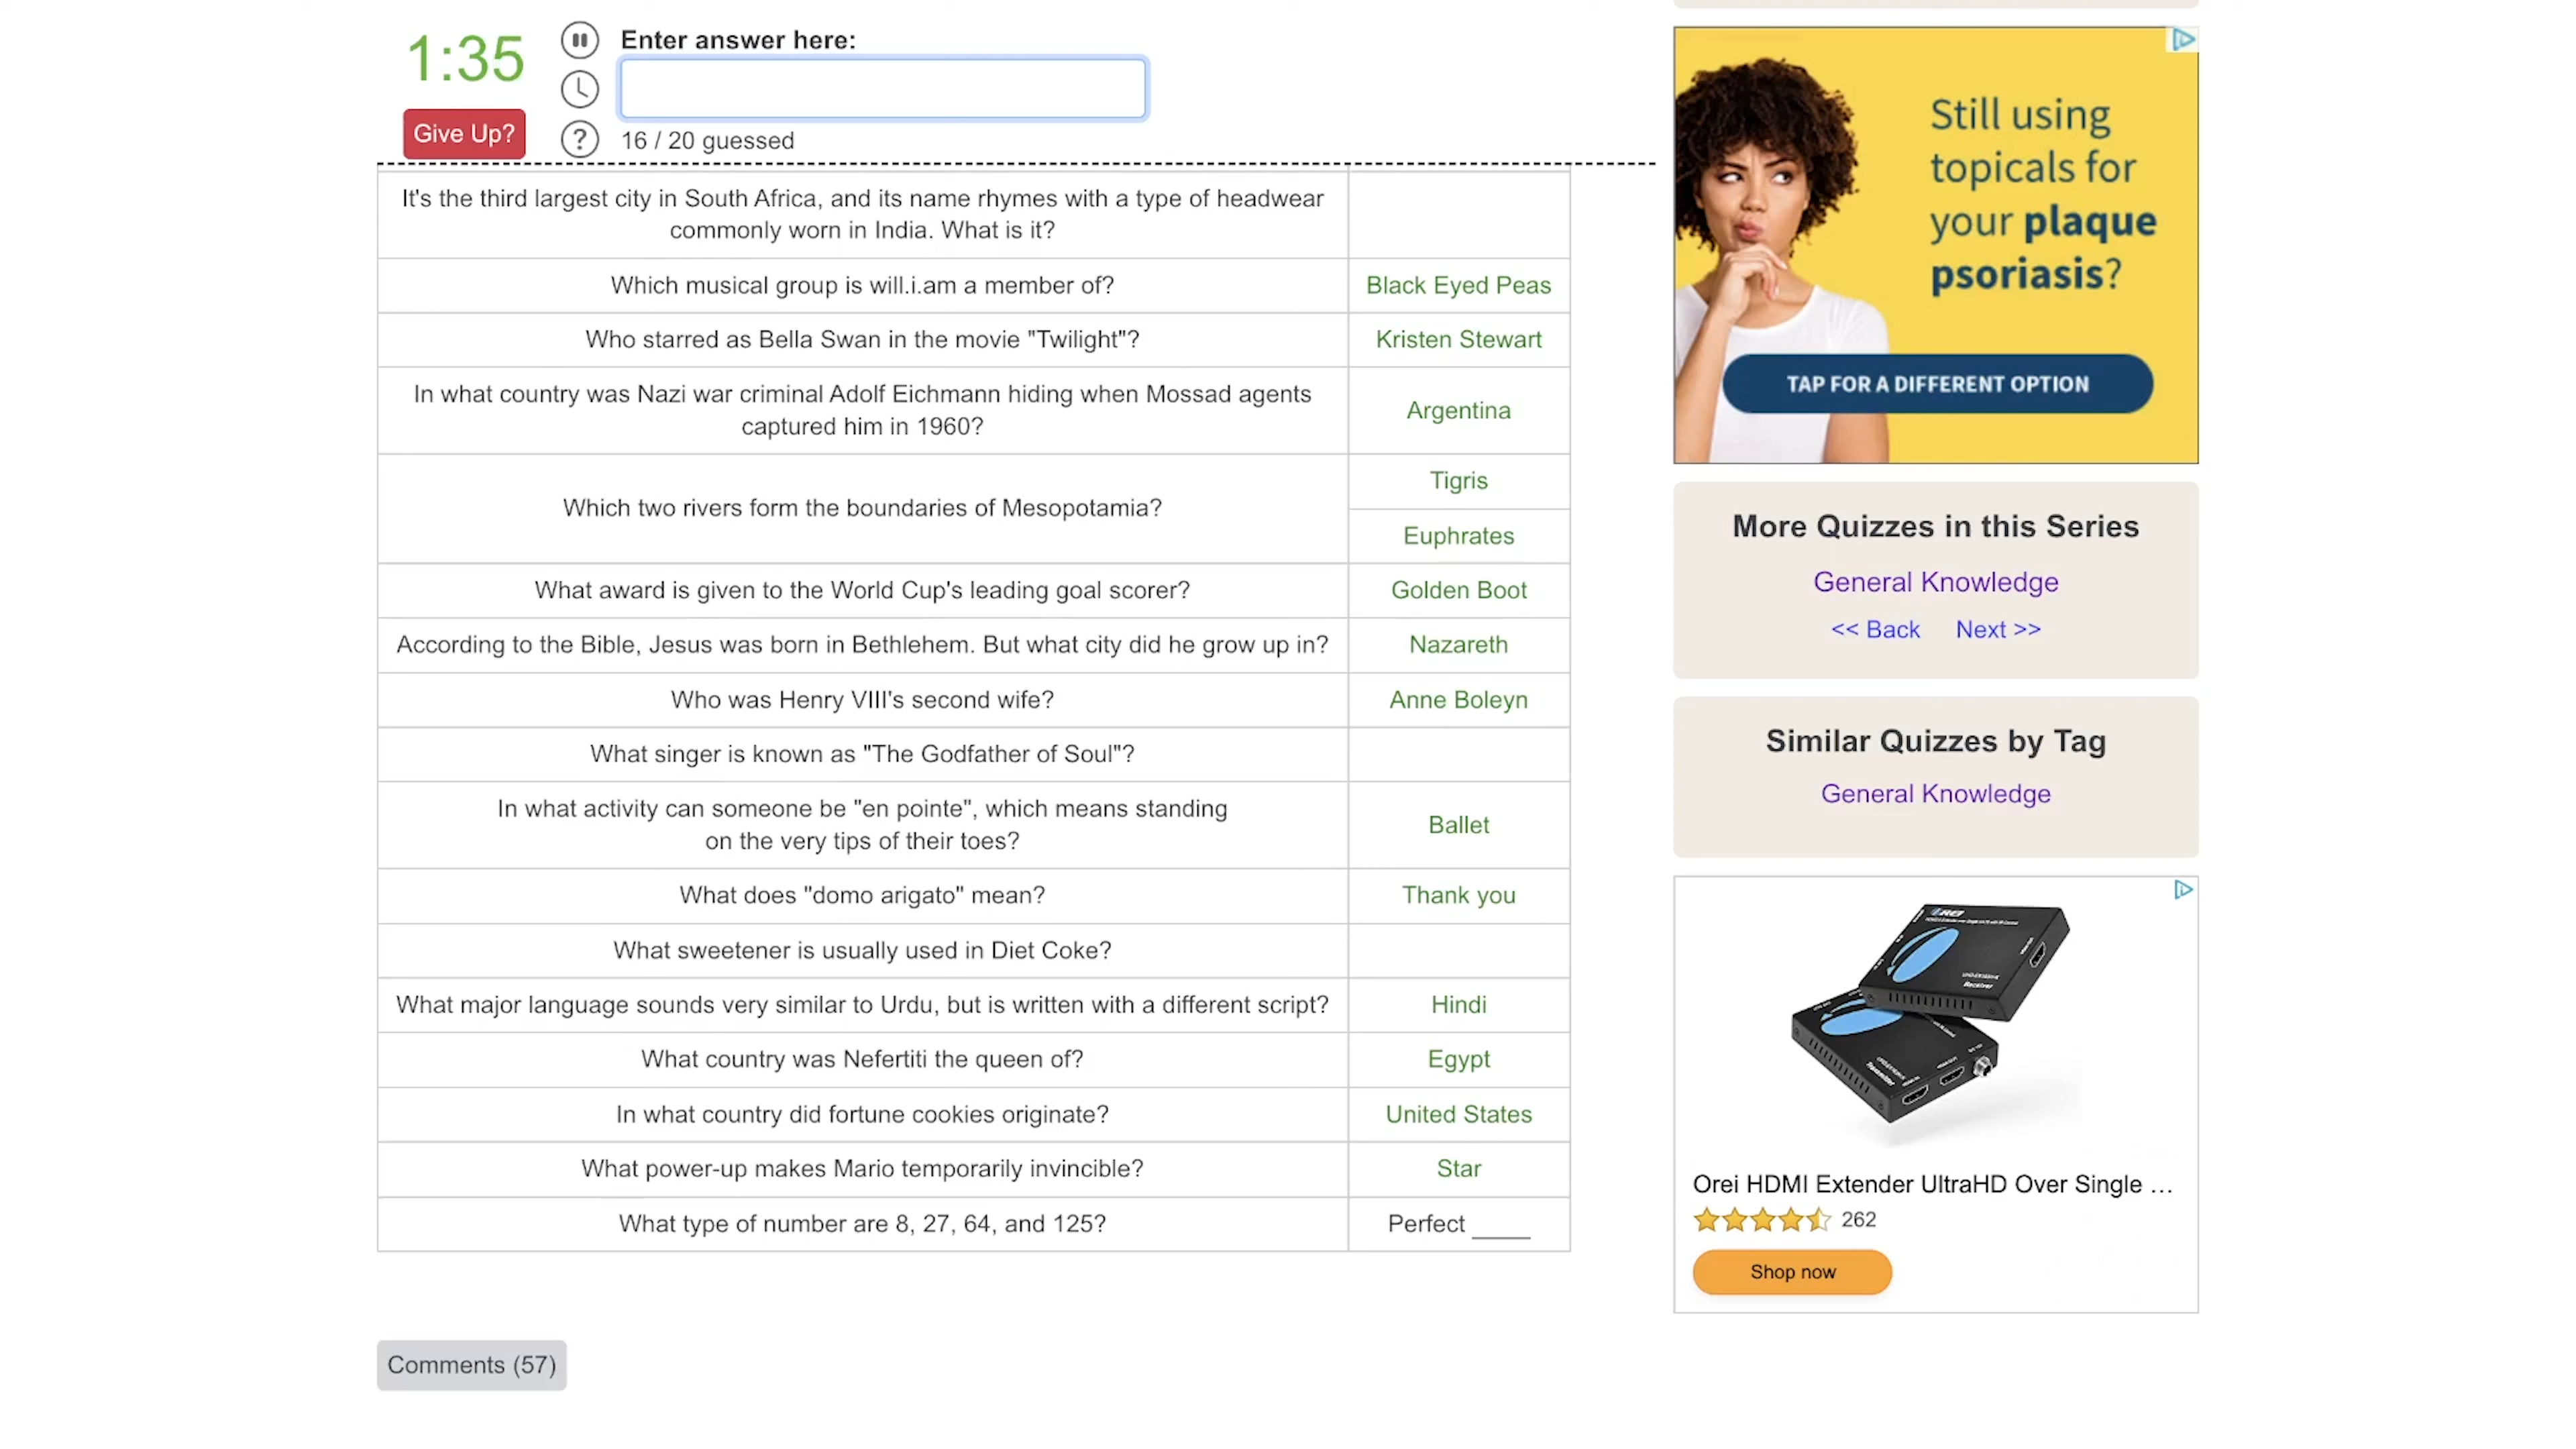 1:35
Give Up?
Enter answer here:
16 / 20 guessed
It's the third largest city in South Africa, and its name rhymes with a type of headwear
commonly worn in India. What is it?
Which musical group is will.i.am a member of?
Black Eyed Peas
Who starred as Bella Swan in the movie "Twilight"?
Kristen Stewart
In what country was Nazi war criminal Adolf Eichmann hiding when Mossad agents
captured him in 1960?
Argentina
Which two rivers form the boundaries of Mesopotamia?
Tigris
Euphrates
What award is given to the World Cup's leading goal scorer?
Golden Boot
According to the Bible, Jesus was born in Bethlehem. But what city did he grow up in?
Nazareth
Who was Henry VIII's second wife?
Anne Boleyn
What singer is known as "The Godfather of Soul"?
In what activity can someone be "en pointe", which means standing
on the very tips of their toes?
Ballet
What does "domo arigato" mean?
Thank you
What sweetener is usually used in Diet Coke?
What major language sounds very similar to Urdu, but is written with a different script?
Hindi
What country was Nefertiti the queen of?
Egypt
In what country did fortune cookies originate?
United States
What power-up makes Mario temporarily invincible?
Star
What type of number are 8, 27, 64, and 125?
Perfect ____
Comments (57)
Still using
topicals for
your plaque
psoriasis?
TAP FOR A DIFFERENT OPTION
More Quizzes in this Series
General Knowledge
<< Back Next >>
Similar Quizzes by Tag
General Knowledge
Orei HDMI Extender UltraHD Over Single ...
262
Shop now